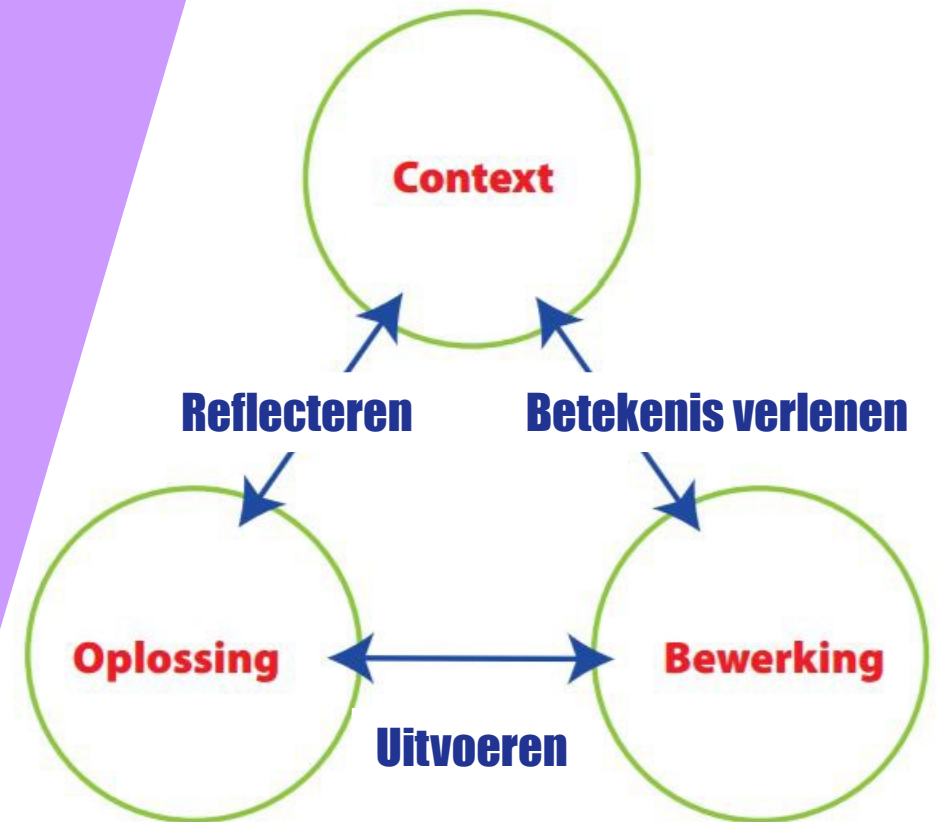 Context
Reflecteren
Betekenis verlenen
Oplossing
Bewerking
Uitvoeren